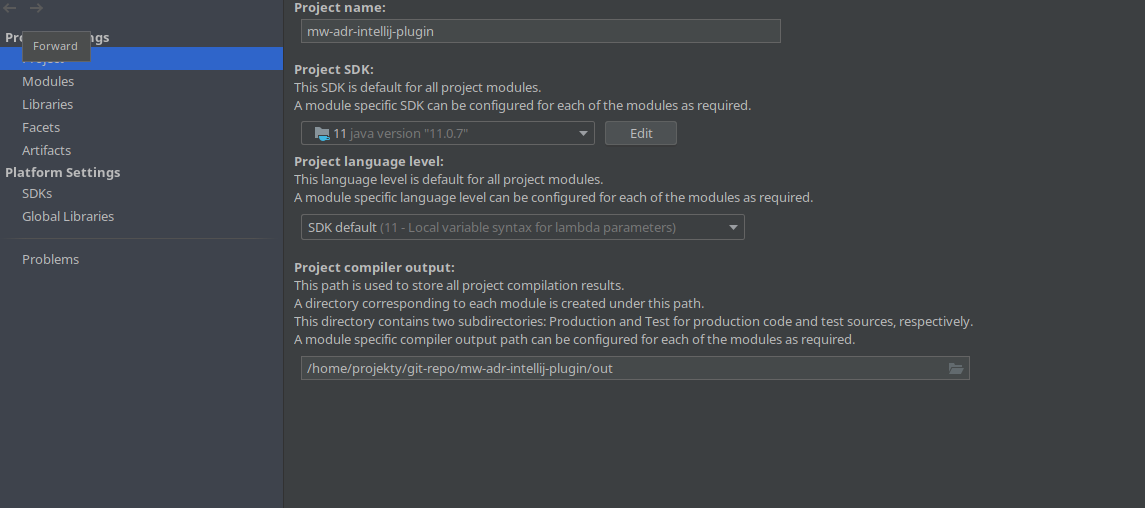 Project name:
mw-adr-intellij-plugin
Forward
Project SDK:
This SDK is default for all project modules.
Modules
A module specific SDK can be configured for each of the modules as required.
Libraries
Facets
11 java version "11.0.7"
Edit
Artifacts
Project language level:
Platform Settings
This language level is default for all project modules.
SDKs
A module specific language level can be configured for each of the modules as required.
Global Libraries
SDK default (11 - Local variable syntax for lambda parameters)
Problems
Project compiler output:
This path is used to store all project compilation results.
A directory corresponding to each module is created under this path.
This directory contains two subdirectories: Production and Test for production code and test sources, respectively.
A module specific compiler output path can be configured for each of the modules as required.
/home/projekty/git-repo/mw-adr-intellij-plugin/out